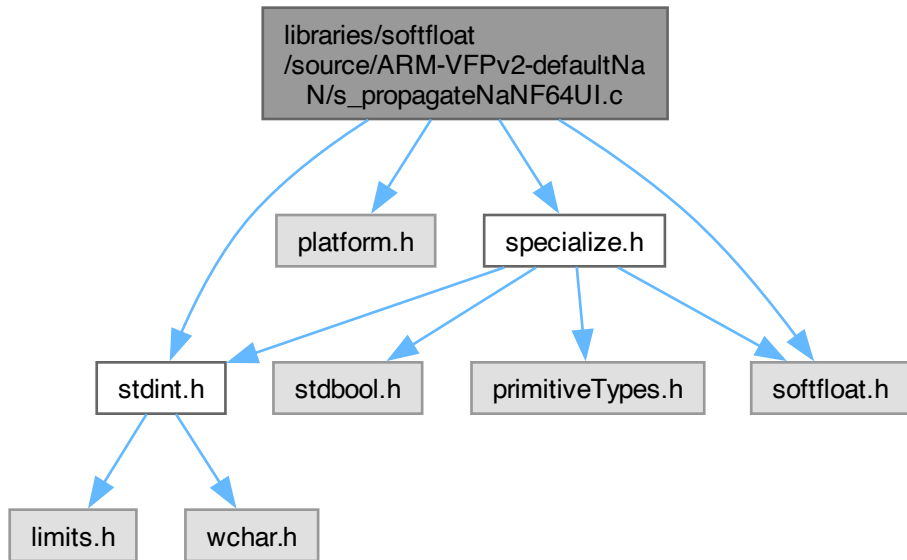 libraries/softfloat
/source/ARM-VFPv2-defaultNa
N/s_propagateNaNF64UI.c
platform.h
specialize.h
stdint.h
stdbool.h
primitiveTypes.h
softfloat.h
limits.h
wchar.h